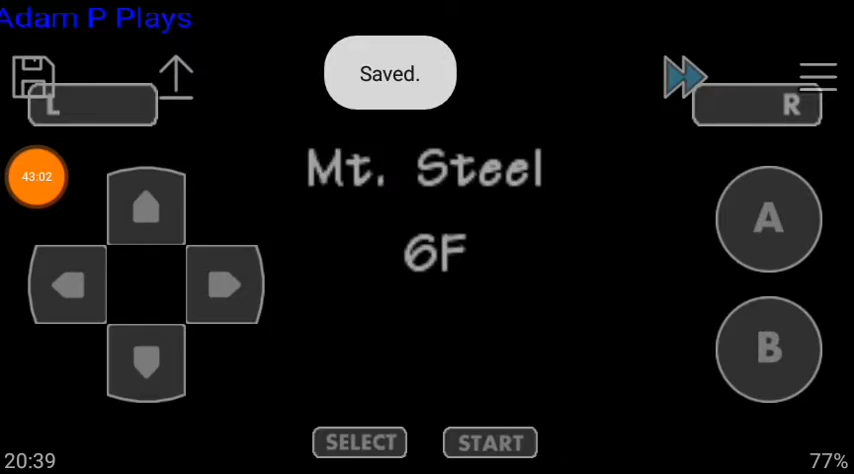 Adam P Plays
Saved.
L
R
43:02
Mt. Steel
6F
A
B
SELECT
START
20:39
77%